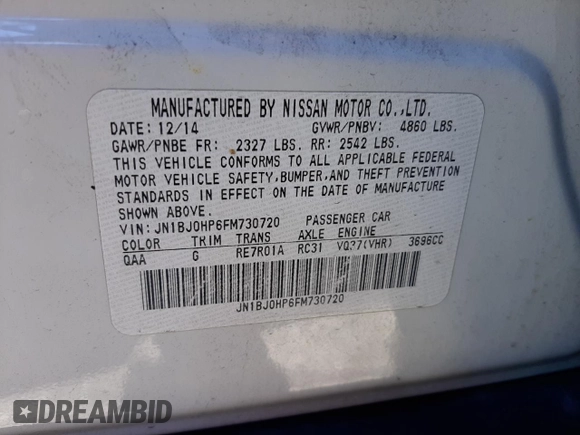 MANUFACTURED BY NISSAN MOTOR CO.,LTD.
DATE: 12/14 GVWR/PNBV: 4860 LBS.
GAWR/PNBE FR: 2327 LBS. RR: 2542 LBS.
THIS VEHICLE CONFORMS TO ALL APPLICABLE FEDERAL
MOTOR VEHICLE SAFETY,BUMPER,AND THEFT PREVENTION
STANDARDS IN EFFECT ON THE DATE OF MANUFACTURE
SHOWN ABOVE.
VIN: JN1BJ0HP6FM730720 PASSENGER CAR
COLOR TRIM TRANS AXLE ENGINE
QAA G RE7R01A RC31 VQ37(VHR) 3696CC
JN1BJ0HP6FM730720
DREAMBID